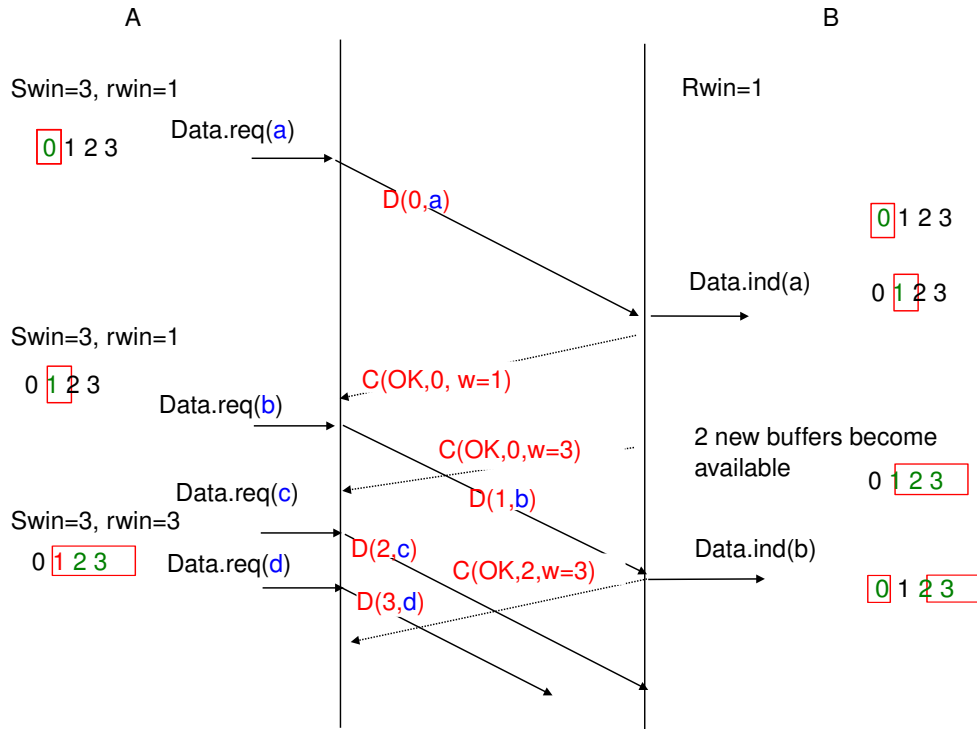 A
B
Swin=3, rwin=1
Rwin=1
Data.req(a)
0 1 2 3
D(0,a)
0 1 2 3
Data.ind(a)
0 1 2 3
Swin=3, rwin=1
C(OK,0, w=1)
0 1 2 3
Data.req(b)
2 new buffers become
available
C(OK,0,w=3)
0 1 2 3
Data.req(c)
D(1,b)
Swin=3, rwin=3
D(2,c)
Data.ind(b)
0 1 2 3
Data.req(d)
C(OK,2,w=3)
D(3,d)
0 1 2 3